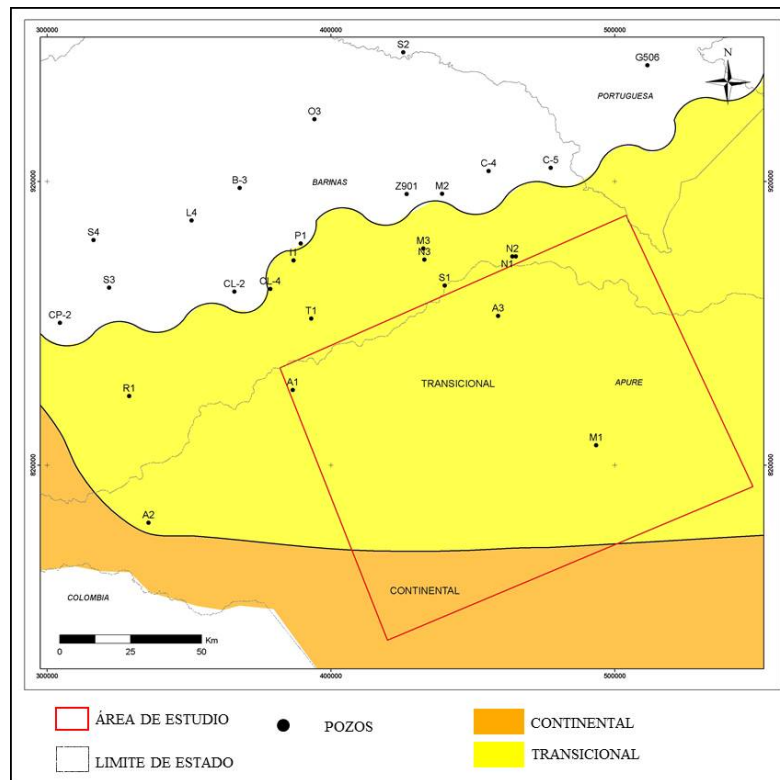 300000 400000 500000
S2
G506
N
PORTUGUESA
O3
C-4
C-5
920000
920000
B-3
BARINAS
Z901
M2
L4
S4
P1
M3
N2
I1
N3
N1
S3
CL-2
CL-4
S1
CP-2
T1
A3
R1
A1
TRANSICIONAL
APURE
M1
820000
820000
A2
CONTINENTAL
COLOMBIA
Km
0 25 50
300000 400000 500000
ÁREA DE ESTUDIO
POZOS
CONTINENTAL
LIMITE DE ESTADO
TRANSICIONAL